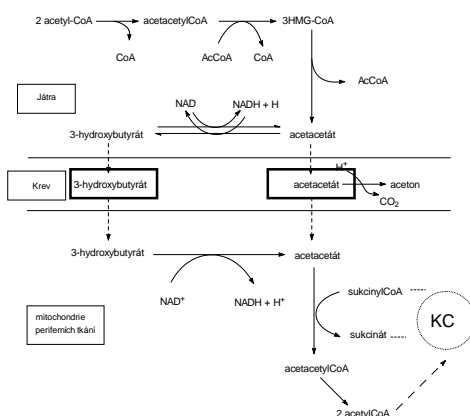 2 acetyl-CoA acetacetylCoA 3HMG-CoA
CoA AcCoA CoA
AcCoA
Játra
NAD NADH + H
3-hydroxybutyrát acetacetát
Krev
3-hydroxybutyrát acetacetát aceton
H+
CO2
3-hydroxybutyrát acetacetát
NAD+ NADH + H+
mitochondrie
periferních tkání
sukcinylCoA
KC
sukcinát
acetacetylCoA
2 acetylCoA